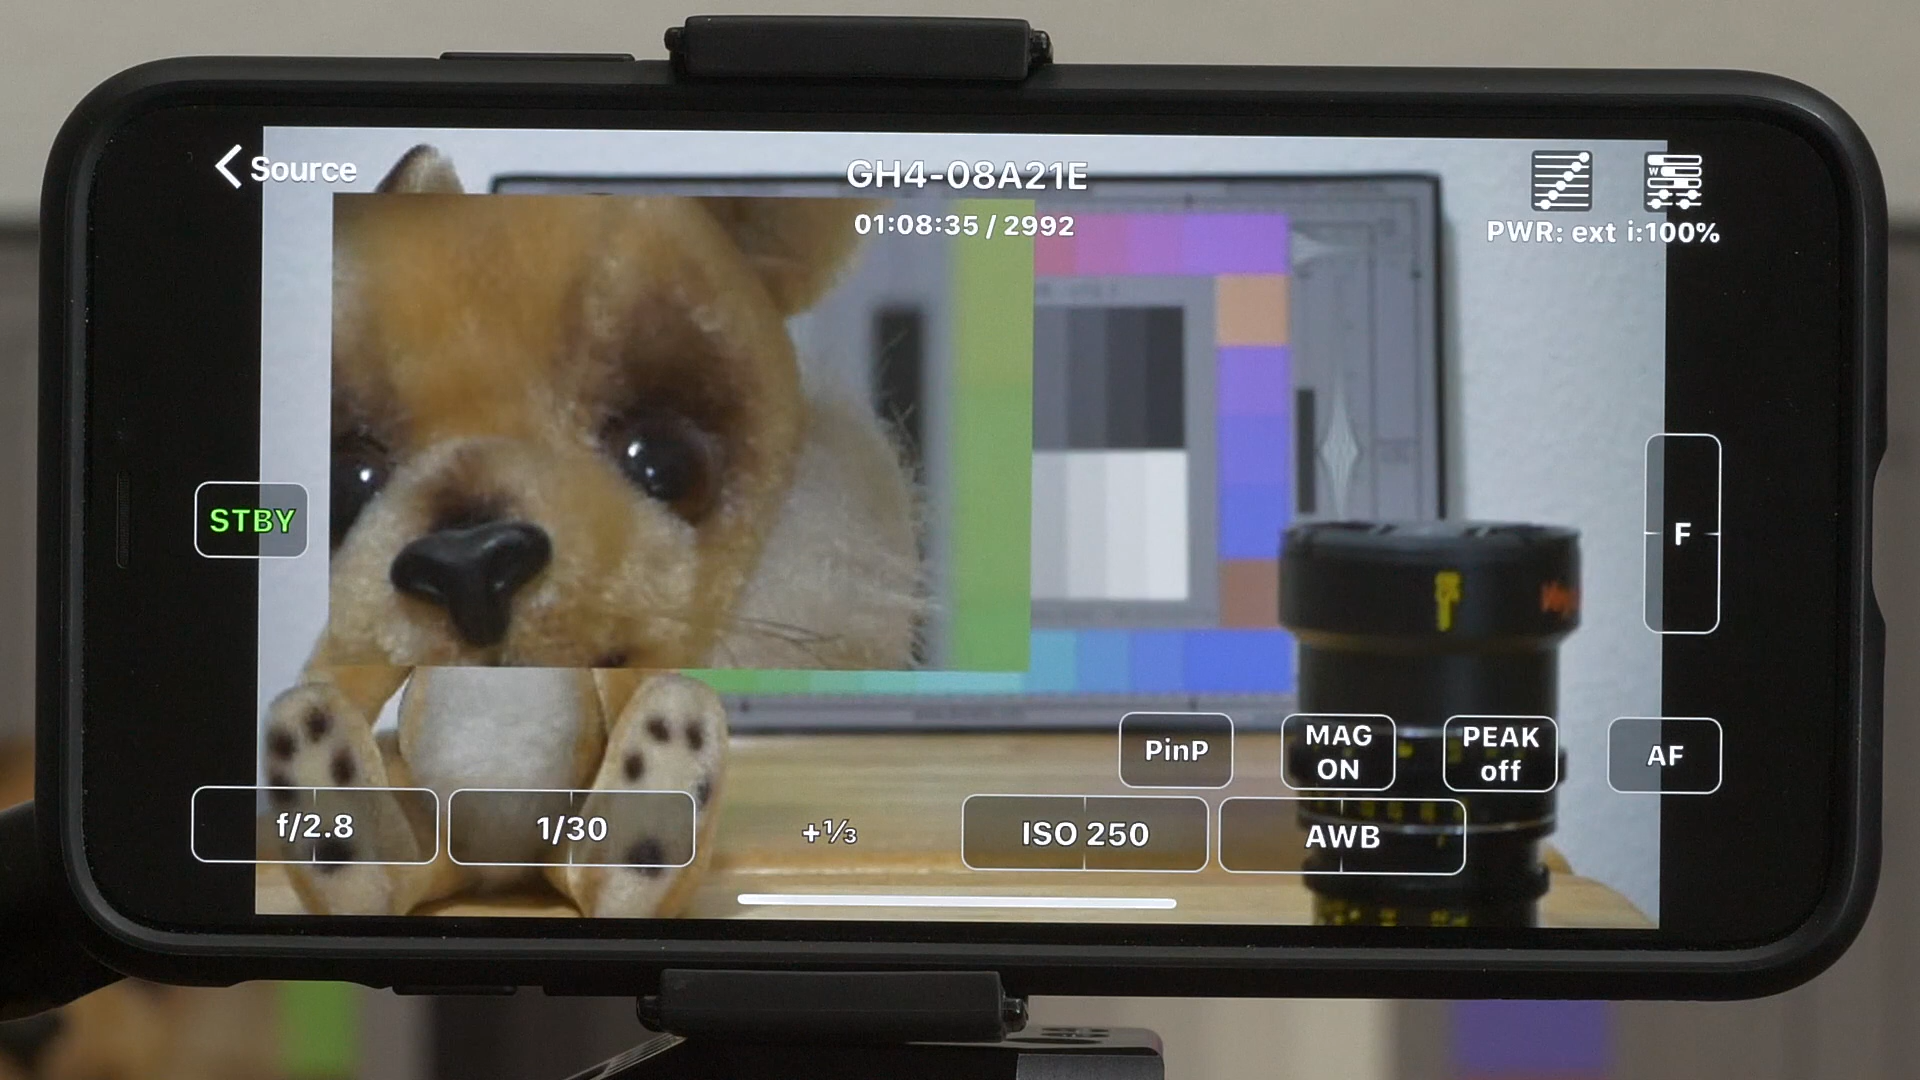 Source
GH4-08A21E
01:08:35 / 2992
PWR: ext i:100%
STBY
F
PinP
MAG
ON
PEAK
off
AF
f/2.8
1/30
+⅓
ISO 250
AWB